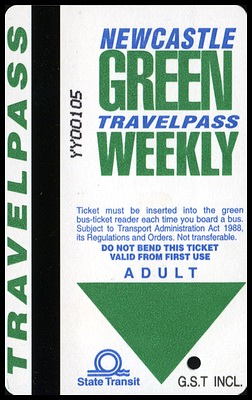 TRAVELPASS
YY00105
NEWCASTLE
GREEN
TRAVELPASS
WEEKLY
Ticket must be inserted into the green
bus-ticket reader each time you board a bus.
Subject to Transport Administration Act 1988,
its Regulations and Orders. Not transferable.
DO NOT BEND THIS TICKET
VALID FROM FIRST USE
ADULT
State Transit
G.S.T INCL.